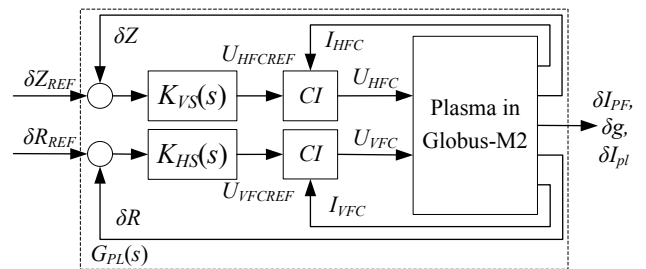 δZ
I_HFC
U_HFCREF
U_HFC
δZ_REF
K_VS(s)
CI
Plasma in
Globus-M2
δI_PF,
δg,
δI_pl
δR_REF
K_HS(s)
CI
U_VFC
U_VFCREF
I_VFC
δR
G_PL(s)